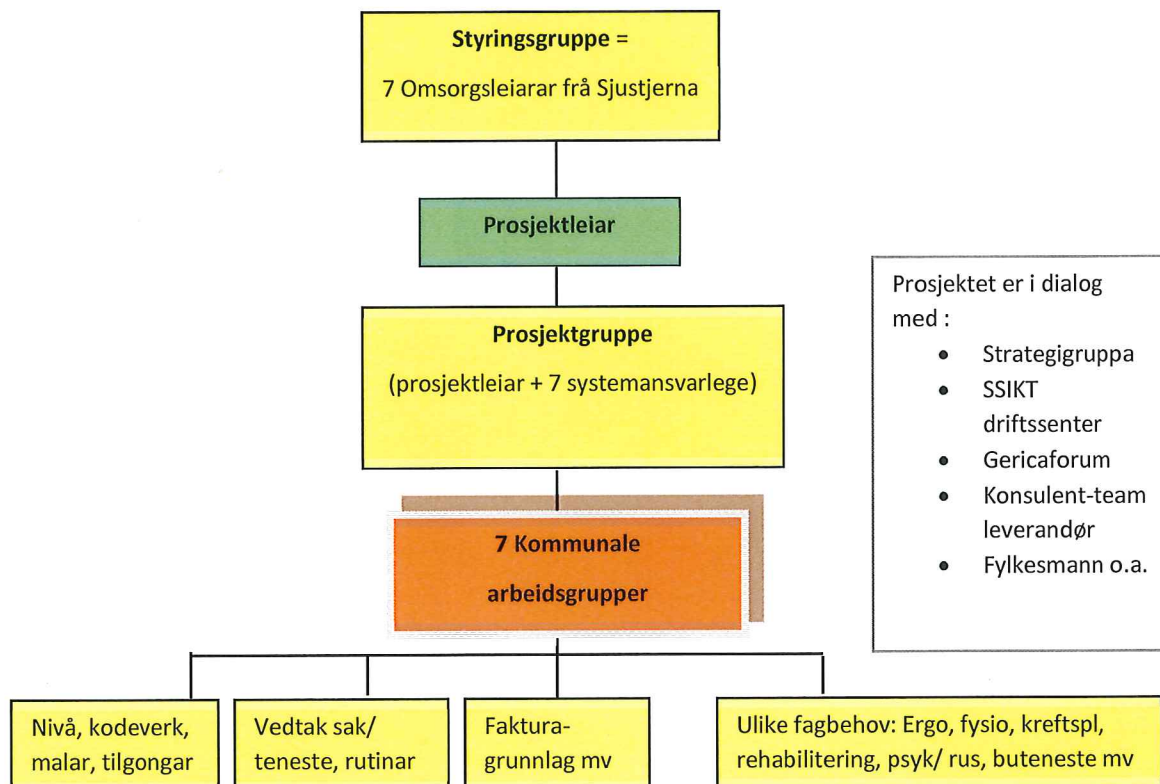 Styringsgruppe =
7 Omsorgsleiarar frå Sjustjerna
Prosjektleiar
Prosjektgruppe
(prosjektleiar + 7 systemansvarlege)
7 Kommunale
arbeidsgrupper
Prosjektet er i dialog
med :
• Strategigruppa
• SSIKT
driftssenter
• Gericaforum
• Konsulent-team
leverandør
• Fylkesmann o.a.
Nivå, kodeverk,
malar, tilgongar
Vedtak sak/
teneste, rutinar
Faktura-
grunnlag mv
Ulike fagbehov: Ergo, fysio, kreftspl,
rehabilitering, psyk/ rus, buteneste mv